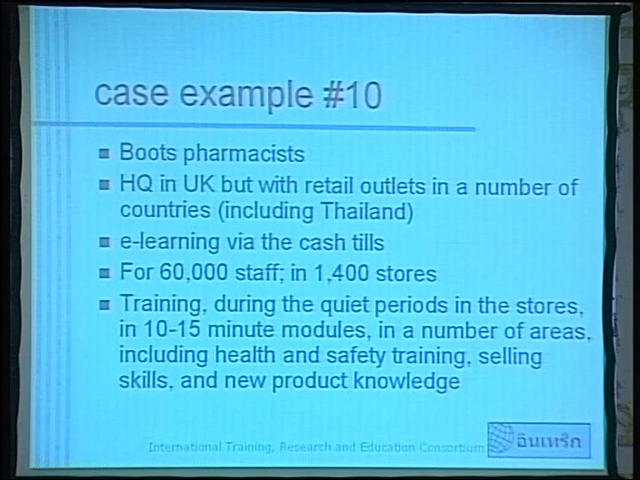 case example #10
Boots pharmacists
HQ in UK but with retail outlets in a number of
countries (including Thailand)
e-learning via the cash tills
For 60,000 staff; in 1,400 stores
Training, during the quiet periods in the stores,
in 10-15 minute modules, in a number of areas,
including health and safety training, selling
skills, and new product knowledge
International Training, Research and Education Consortium
อินเทร็ก